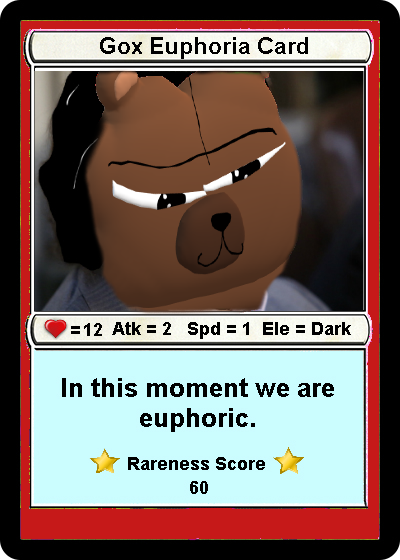 Gox Euphoria Card
=12 Atk = 2 Spd = 1 Ele = Dark
In this moment we are
euphoric.
Rareness Score
60